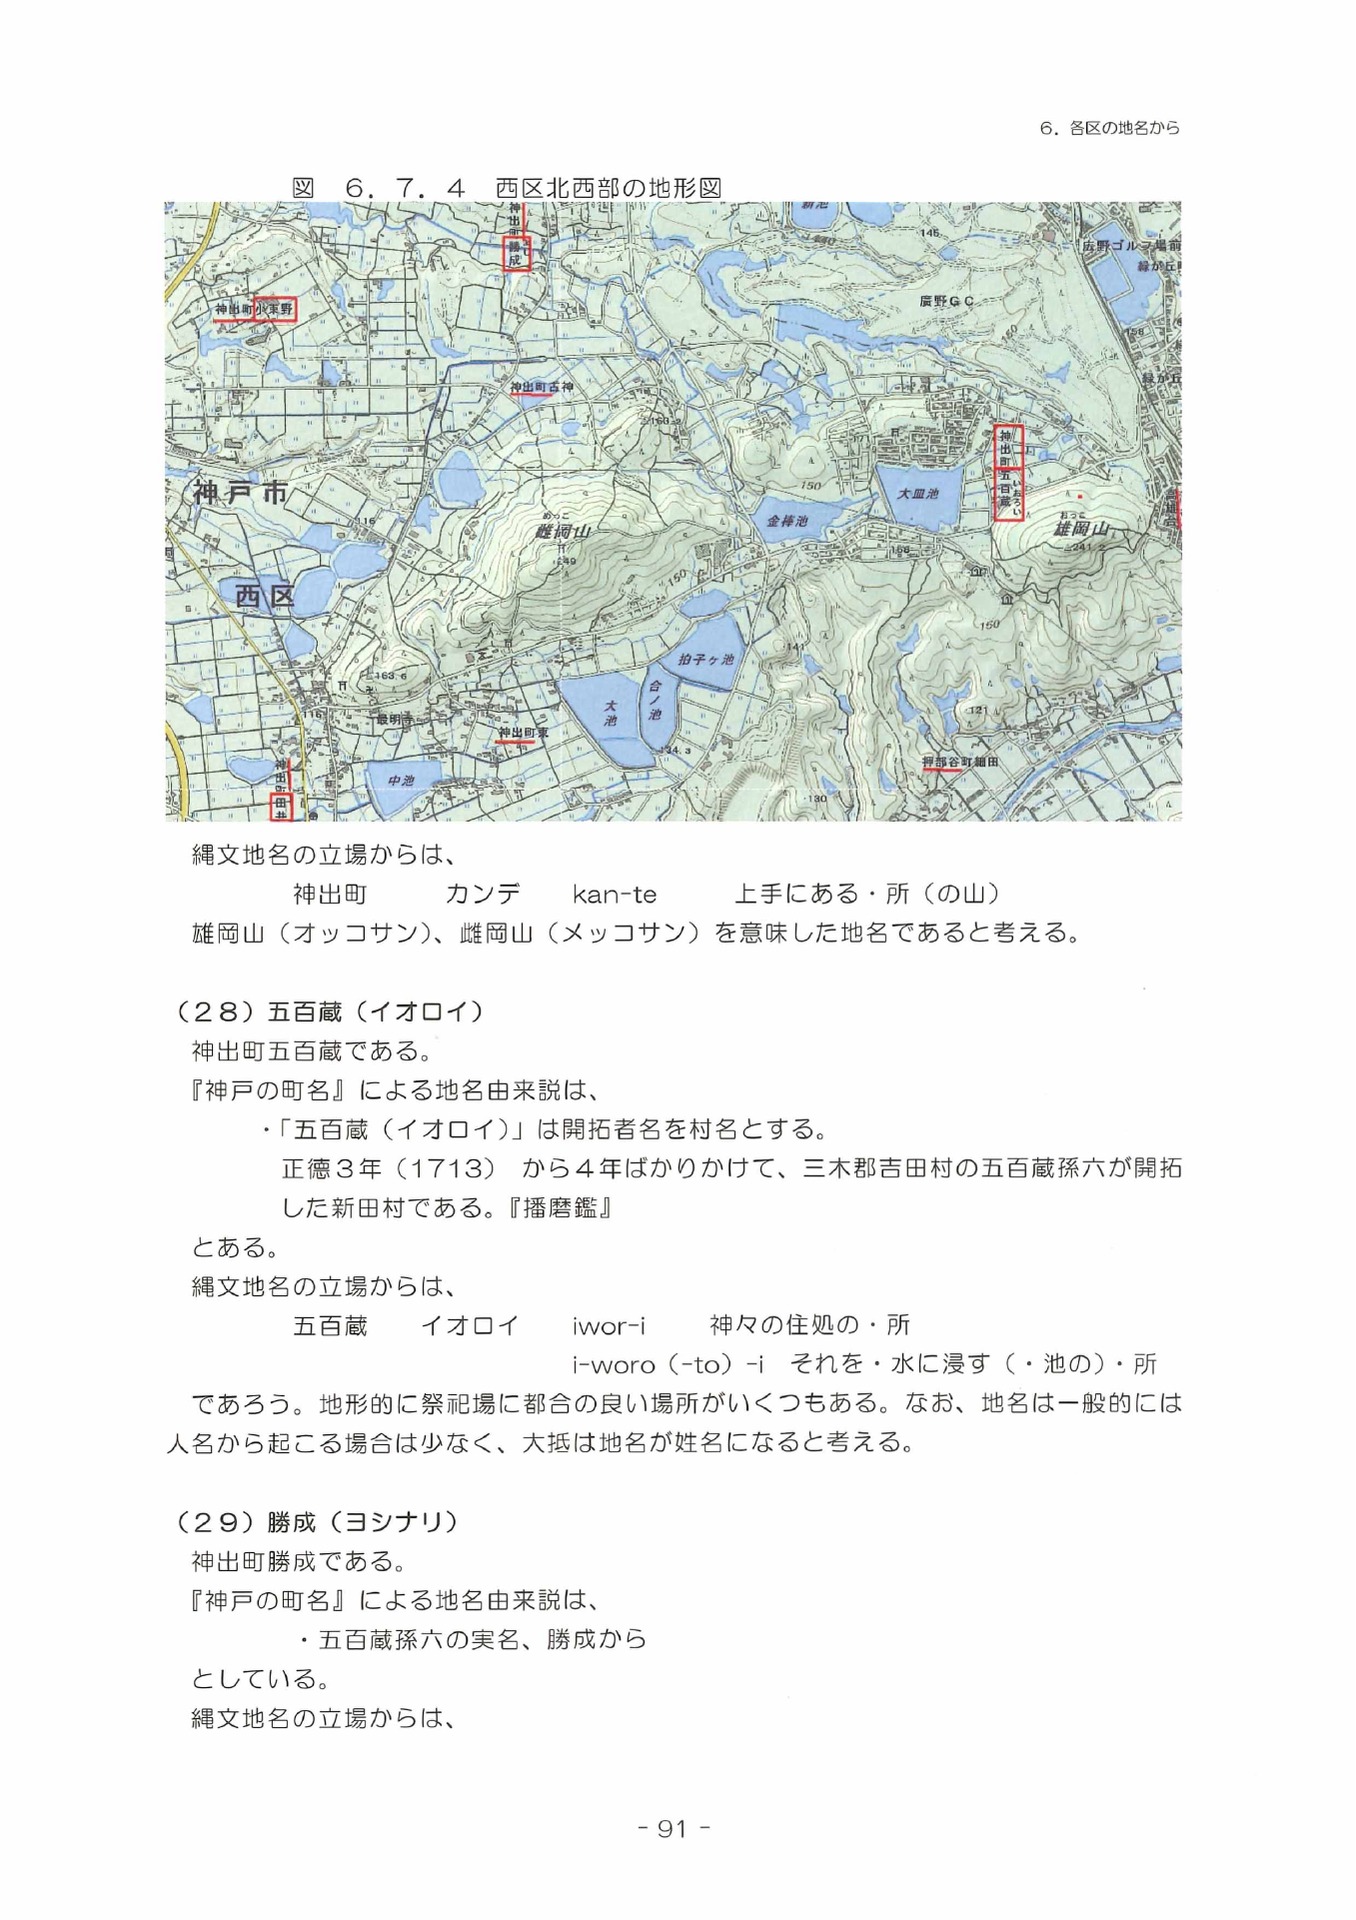 6．各区の地名から
図　６．７．４　西区北西部の地形図
神出町
勝成
新池
146
広野ゴルフ場前
緑が丘
神出町小束野
廣野ＧＣ
158
緑が丘
神出町古神
163.2
神出町
五百蔵
いおろい
神戸市
116
150
大皿池
金棒池
めっこ
雌岡山
249
おっこ
雄岡山
241.2
168
西区
150
150
141
拍子ヶ池
163.6
合ノ池
大池
121
116
最明寺
神出町東
134.3
押部谷町細田
神出町田井
中池
130
縄文地名の立場からは、
神出町　カンデ　kan-te　上手にある・所（の山）
雄岡山（オッコサン）、雌岡山（メッコサン）を意味した地名であると考える。
（２８）五百蔵（イオロイ）
神出町五百蔵である。
『神戸の町名』による地名由来説は、
・「五百蔵（イオロイ）」は開拓者名を村名とする。
正徳３年（1713）　から４年ばかりかけて、三木郡吉田村の五百蔵孫六が開拓
した新田村である。『播磨鑑』
とある。
縄文地名の立場からは、
五百蔵　イオロイ　iwor-i　神々の住処の・所
i-woro（-to）-i　それを・水に浸す（・池の）・所
であろう。地形的に祭祀場に都合の良い場所がいくつもある。なお、地名は一般的には
人名から起こる場合は少なく、大抵は地名が姓名になると考える。
（２９）勝成（ヨシナリ）
神出町勝成である。
『神戸の町名』による地名由来説は、
・五百蔵孫六の実名、勝成から
としている。
縄文地名の立場からは、
- 91 -